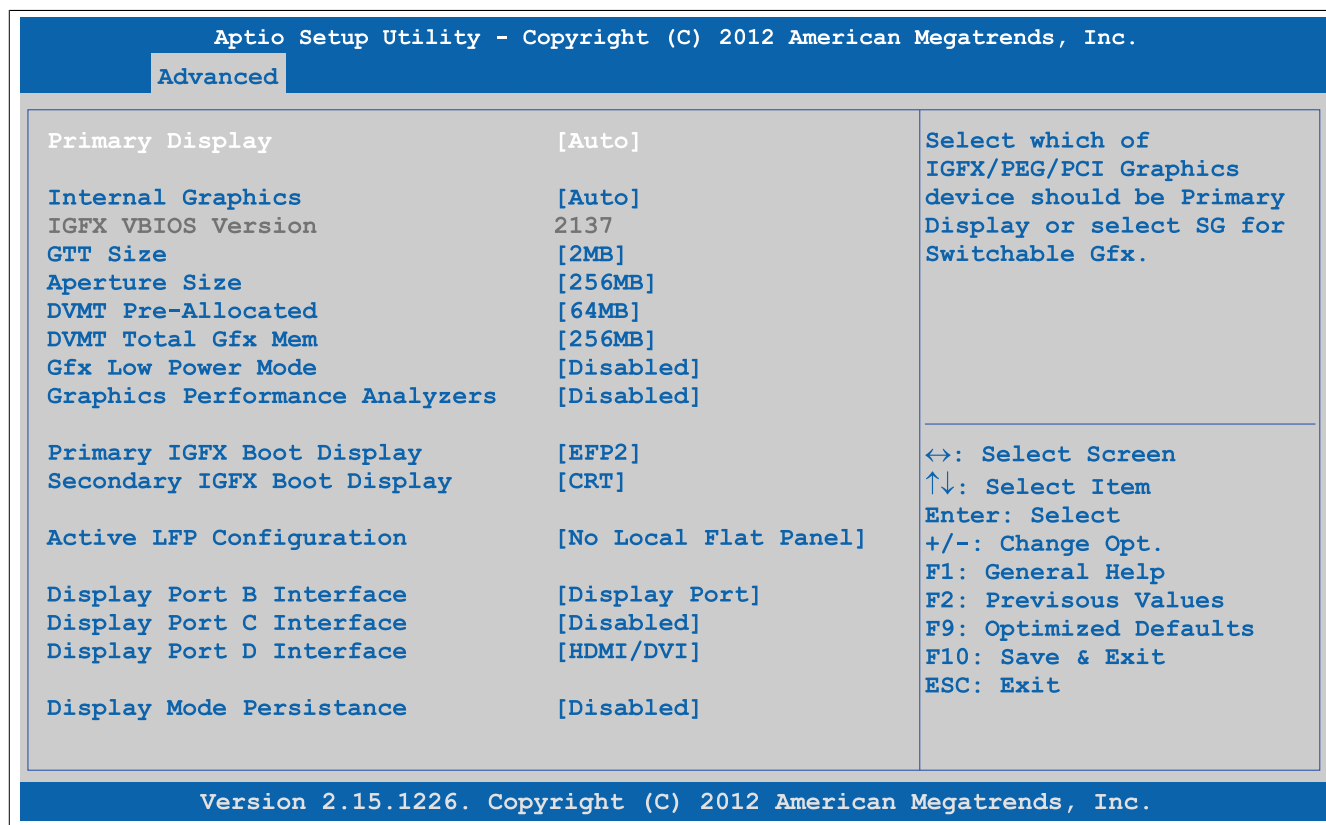 Aptio Setup Utility - Copyright (C) 2012 American Megatrends, Inc.
Advanced
Primary Display [Auto]
Internal Graphics [Auto]
IGFX VBIOS Version 2137
GTT Size [2MB]
Aperture Size [256MB]
DVMT Pre-Allocated [64MB]
DVMT Total Gfx Mem [256MB]
Gfx Low Power Mode [Disabled]
Graphics Performance Analyzers [Disabled]
Primary IGFX Boot Display [EFP2]
Secondary IGFX Boot Display [CRT]
Active LFP Configuration [No Local Flat Panel]
Display Port B Interface [Display Port]
Display Port C Interface [Disabled]
Display Port D Interface [HDMI/DVI]
Display Mode Persistance [Disabled]
Select which of
IGFX/PEG/PCI Graphics
device should be Primary
Display or select SG for
Switchable Gfx.
↔: Select Screen
↑↓: Select Item
Enter: Select
+/-: Change Opt.
F1: General Help
F2: Previsous Values
F9: Optimized Defaults
F10: Save & Exit
ESC: Exit
Version 2.15.1226. Copyright (C) 2012 American Megatrends, Inc.